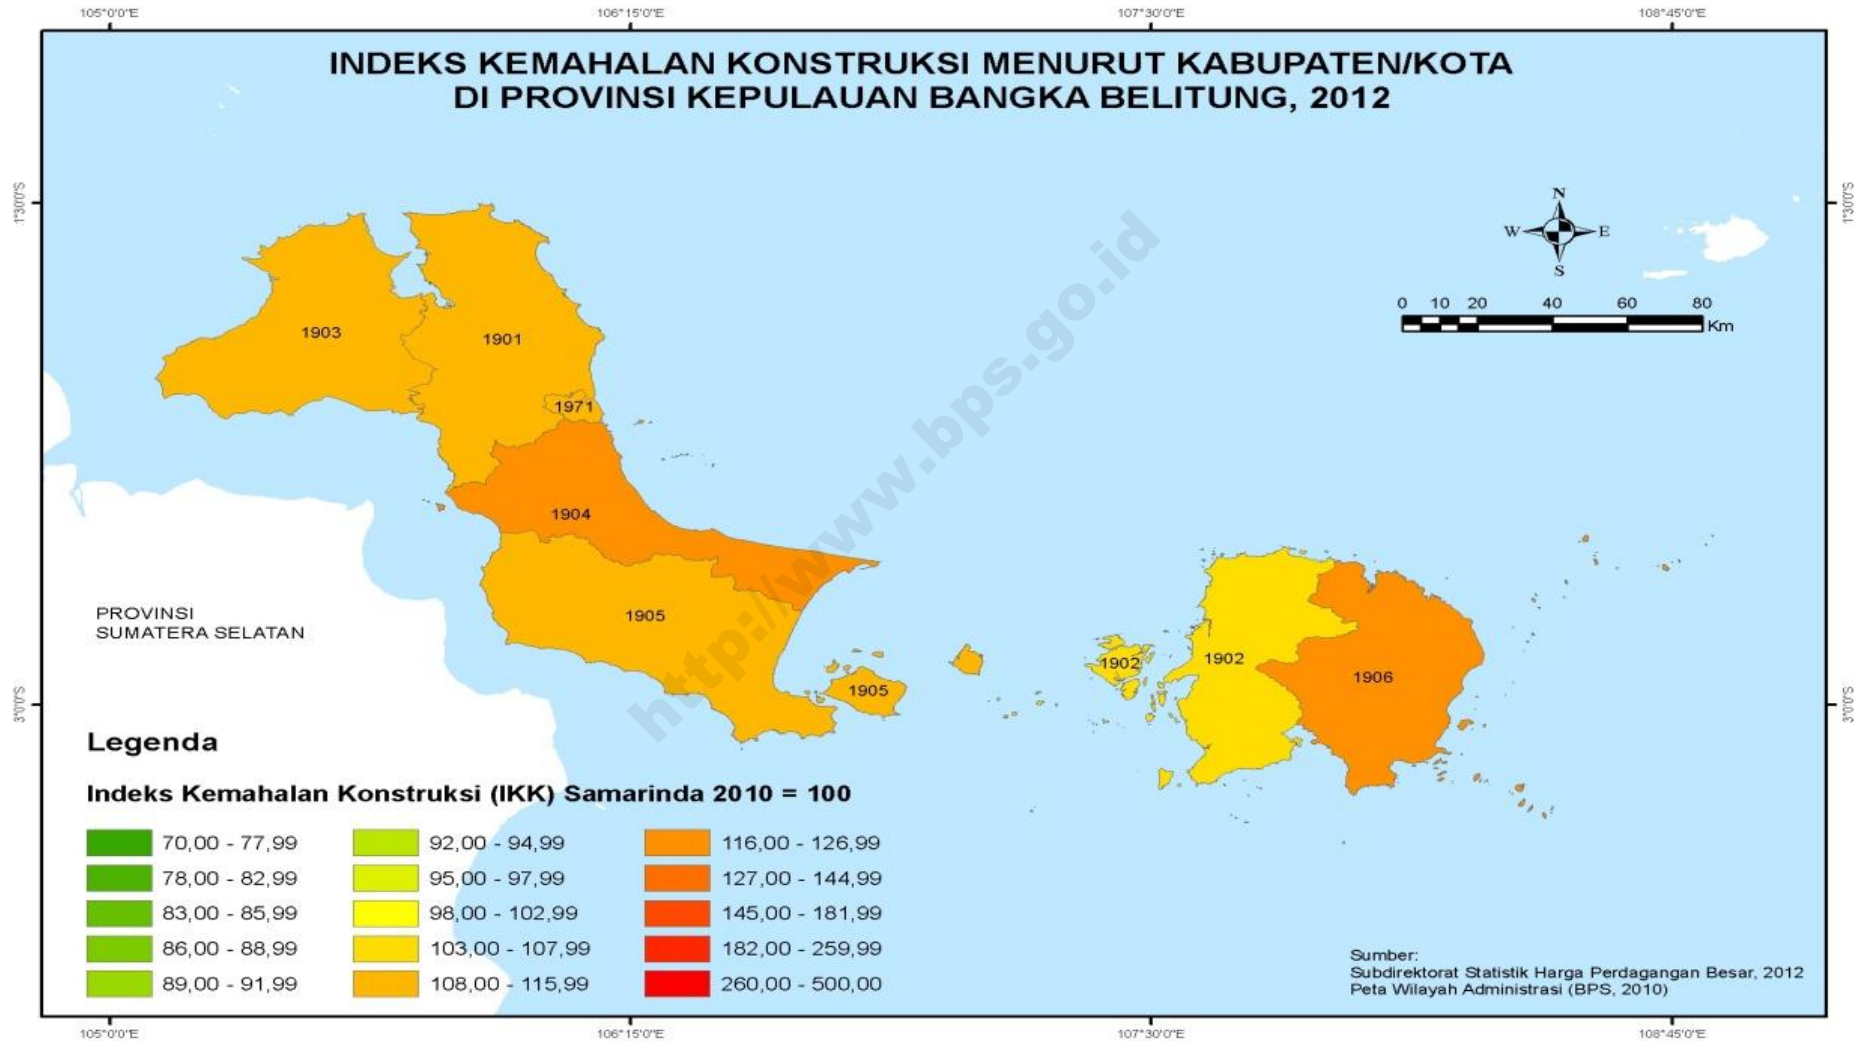 105°0'0"E 106°15'0"E 107°30'0"E 108°45'0"E
INDEKS KEMAHALAN KONSTRUKSI MENURUT KABUPATEN/KOTA
DI PROVINSI KEPULAUAN BANGKA BELITUNG, 2012
1°30'0"S 1°30'0"S
N
W E
S
0 10 20 40 60 80
Km
1903
1901
1971
1904
1905
1905
1902
1902
1906
http://www.bps.go.id
PROVINSI
SUMATERA SELATAN
3°0'0"S 3°0'0"S
Legenda
Indeks Kemahalan Konstruksi (IKK) Samarinda 2010 = 100
70,00 - 77,99
78,00 - 82,99
83,00 - 85,99
86,00 - 88,99
89,00 - 91,99
92,00 - 94,99
95,00 - 97,99
98,00 - 102,99
103,00 - 107,99
108,00 - 115,99
116,00 - 126,99
127,00 - 144,99
145,00 - 181,99
182,00 - 259,99
260,00 - 500,00
Sumber:
Subdirektorat Statistik Harga Perdagangan Besar, 2012
Peta Wilayah Administrasi (BPS, 2010)
105°0'0"E 106°15'0"E 107°30'0"E 108°45'0"E